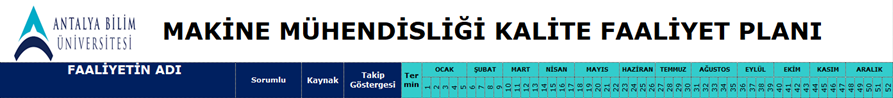 ANTALYA BİLİM
ÜNİVERSİTESİ
MAKİNE MÜHENDİSLİĞİ KALİTE FAALİYET PLANI
FAALİYETİN ADI
Sorumlu
Kaynak
Takip
Göstergesi
Ter
min
OCAK ŞUBAT MART NİSAN MAYIS HAZİRAN TEMMUZ AĞUSTOS EYLÜL EKİM KASIM ARALIK
1 2 3 4 5 6 7 8 9 10 11 12 13 14 15 16 17 18 19 20 21 22 23 24 25 26 27 28 29 30 31 32 33 34 35 36 37 38 39 40 41 42 43 44 45 46 47 48 49 50 51 52